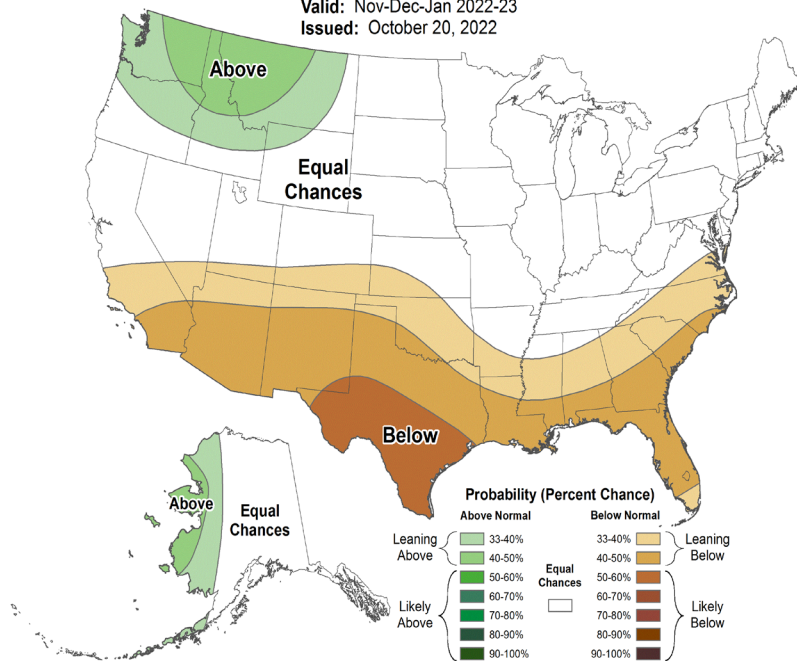 Valid: Nov-Dec-Jan 2022-23
Issued: October 20, 2022
Above
Equal
Chances
Below
Above
Equal
Chances
Probability (Percent Chance)
Above Normal
Below Normal
Leaning
Above
33-40%
40-50%
50-60%
60-70%
70-80%
80-90%
90-100%
Likely
Above
Equal
Chances
33-40%
40-50%
50-60%
60-70%
70-80%
80-90%
90-100%
Leaning
Below
Likely
Below